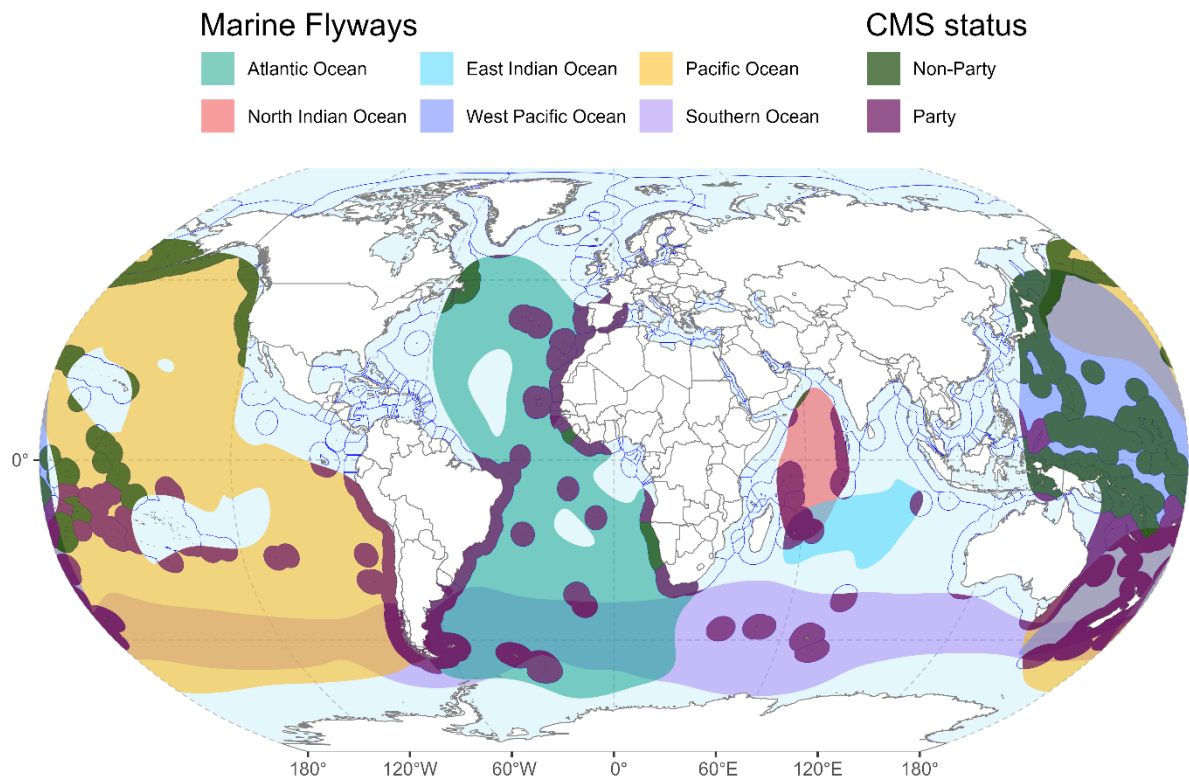 Marine Flyways
CMS status
Atlantic Ocean
East Indian Ocean
Pacific Ocean
Non-Party
North Indian Ocean
West Pacific Ocean
Southern Ocean
Party
0°
180°
120°W
60°W
0°
60°E
120°E
180°